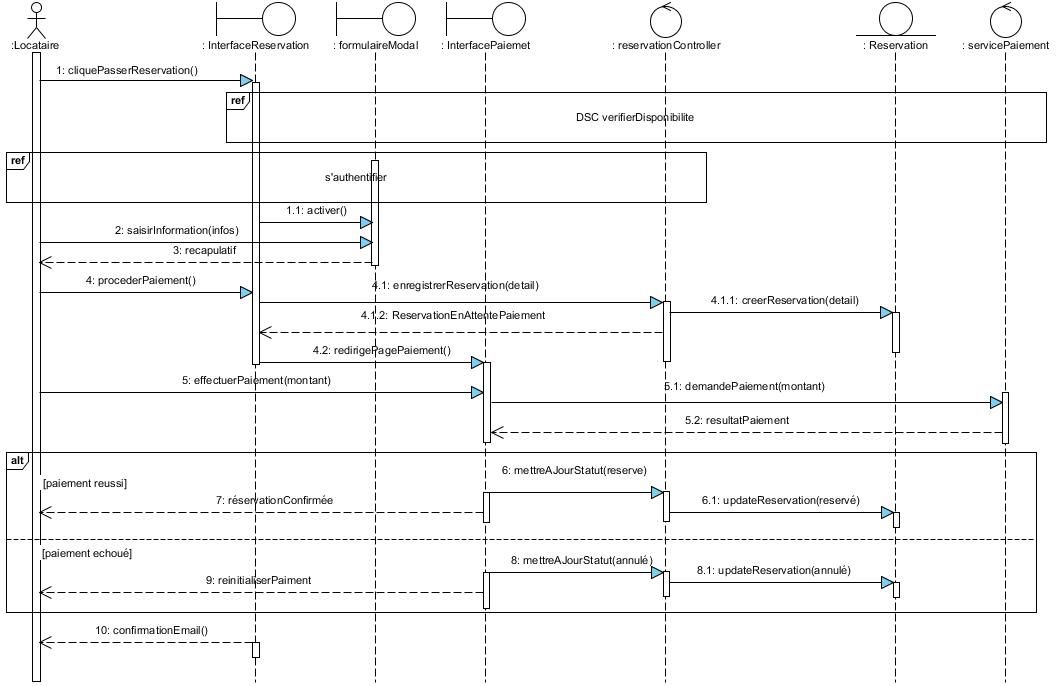 :Locataire
: InterfaceReservation
: formulaireModal
: InterfacePaiemet
: reservationController
: Reservation
: servicePaiement
1: cliquePasserReservation()
ref
DSC verifierDisponibilite
ref
s'authentifier
1.1: activer()
2: saisirInformation(infos)
3: recapulatif
4: procederPaiement()
4.1: enregistrerReservation(detail)
4.1.1: creerReservation(detail)
4.1.2: ReservationEnAttentePaiement
4.2: redirigePagePaiement()
5: effectuerPaiement(montant)
5.1: demandePaiement(montant)
5.2: resultatPaiement
alt
[paiement reussi]
6: mettreAJourStatut(reserve)
7: réservationConfirmée
6.1: updateReservation(reservé)
[paiement echoué]
8: mettreAJourStatut(annulé)
8.1: updateReservation(annulé)
9: reinitialiserPaiment
10: confirmationEmail()